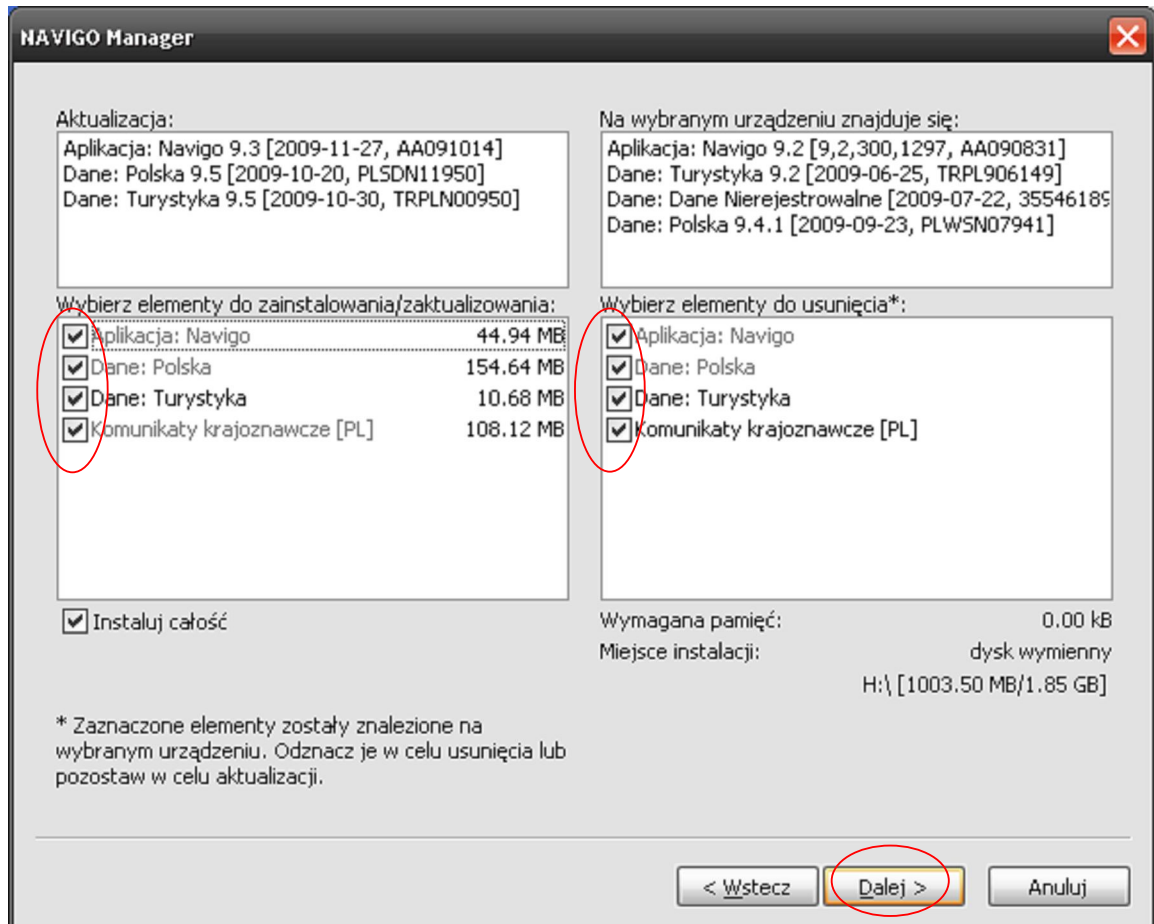 NAVIGO Manager
Aktualizacja:
Aplikacja: Navigo 9.3 [2009-11-27, AA091014]
Dane: Polska 9.5 [2009-10-20, PLSDN11950]
Dane: Turystyka 9.5 [2009-10-30, TRPLN00950]
Na wybranym urządzeniu znajduje się:
Aplikacja: Navigo 9.2 [9,2,300,1297, AA090831]
Dane: Turystyka 9.2 [2009-06-25, TRPL906149]
Dane: Dane Nierejestrowalne [2009-07-22, 35546189
Dane: Polska 9.4.1 [2009-09-23, PLWSN07941]
Wybierz elementy do zainstalowania/zaktualizowania:
Aplikacja: Navigo 44.94 MB
Dane: Polska 154.64 MB
Dane: Turystyka 10.68 MB
Komunikaty krajoznawcze [PL] 108.12 MB
Instaluj całość
Wybierz elementy do usunięcia*:
Aplikacja: Navigo
Dane: Polska
Dane: Turystyka
Komunikaty krajoznawcze [PL]
Wymagana pamięć: 0.00 kB
Miejsce instalacji: dysk wymienny
H:\ [1003.50 MB/1.85 GB]
* Zaznaczone elementy zostały znalezione na
wybranym urządzeniu. Odznacz je w celu usunięcia lub
pozostaw w celu aktualizacji.
< Wstecz
Dalej >
Anuluj